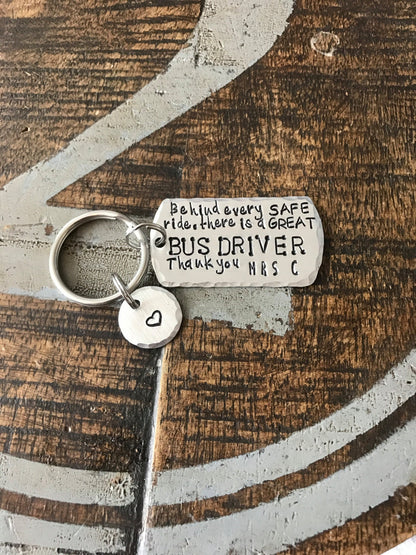 Behind every SAFE
ride, there is a GREAT
BUS DRIVER
Thank you MRS C